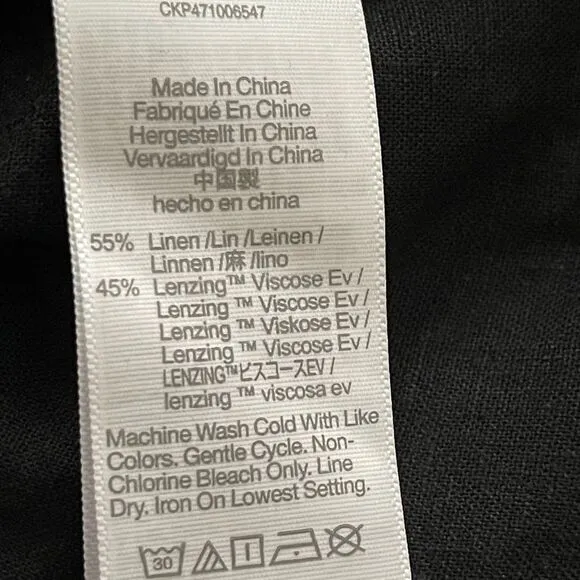 CKP471006547
Made In China
Fabriqué En Chine
Hergestellt In China
Vervaardigd In China
中国製
hecho en china
55% Linen /Lin /Leinen /
Linnen /麻 /lino
45% Lenzing™ Viscose Ev /
Lenzing ™ Viscose Ev /
Lenzing ™ Viskose Ev /
Lenzing ™ Viscose Ev /
LENZING™ビスコースEV /
lenzing ™ viscosa ev
Machine Wash Cold With Like
Colors. Gentle Cycle. Non-
Chlorine Bleach Only. Line
Dry. Iron On Lowest Setting.
30